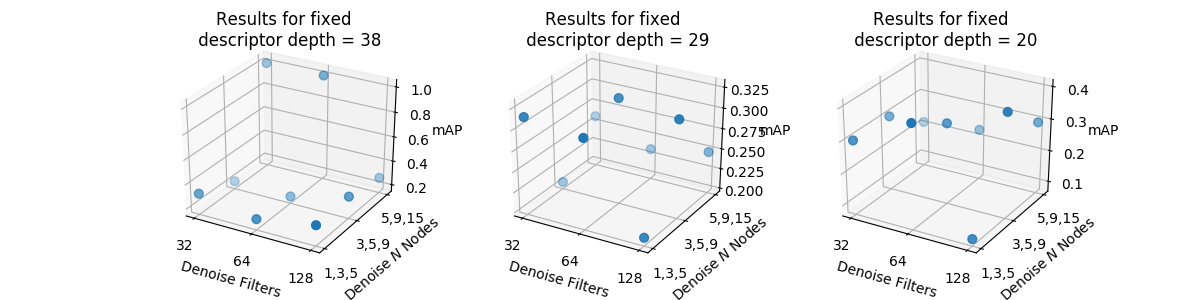 Results for fixed
descriptor depth = 38
1.0
0.8
0.6
0.4
0.2
mAP
5,9,15
3,5,9
1,3,5
Denoise N Nodes
32
64
128
Denoise Filters
Results for fixed
descriptor depth = 29
0.325
0.300
0.275
0.250
0.225
0.200
mAP
5,9,15
3,5,9
1,3,5
Denoise N Nodes
32
64
128
Denoise Filters
Results for fixed
descriptor depth = 20
0.4
0.3
0.2
0.1
mAP
5,9,15
3,5,9
1,3,5
Denoise N Nodes
32
64
128
Denoise Filters